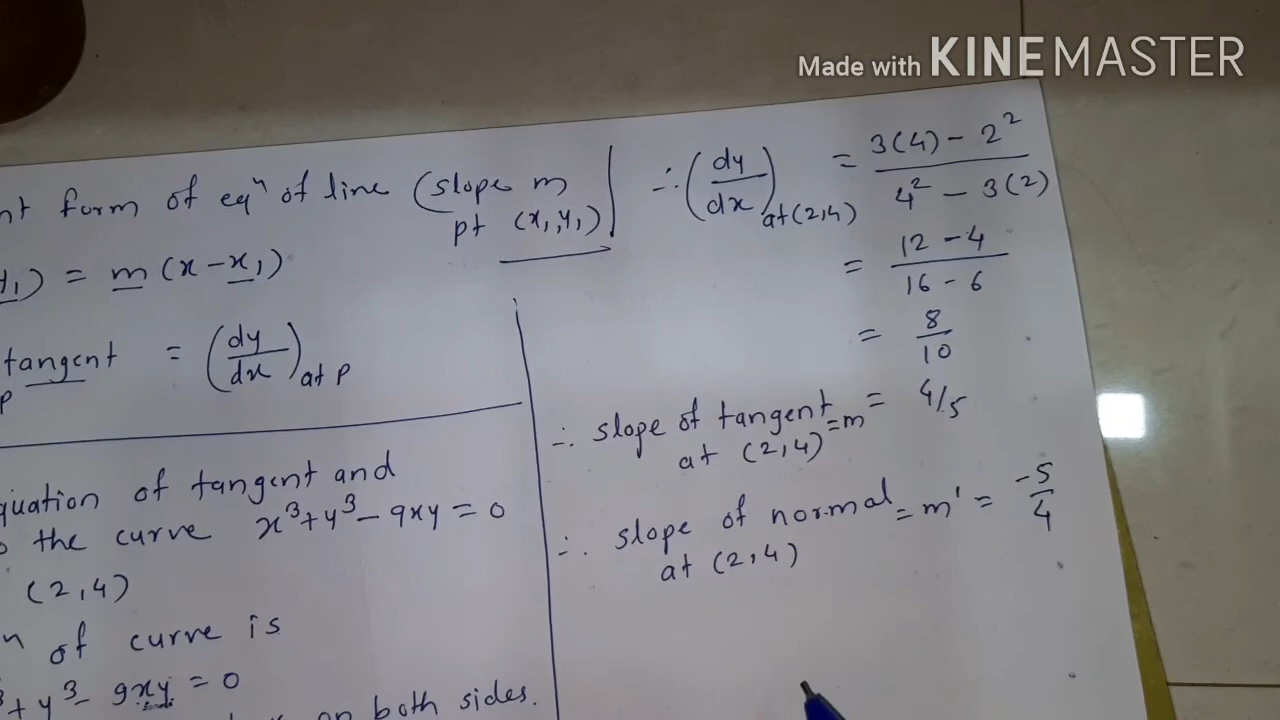 Made with KINEMASTER
nt form of eqⁿ of line (slope m
pt (x₁,y₁)
y₁) = m(x-x₁)
tangent = (dy/dx) at P
P
quation of tangent and
o the curve x³+y³-9xy=0
(2,4)
n of curve is
³+y³-9xy=0
on both sides.
∴ (dy/dx) at (2,4) = (3(4)-2²)/(4²-3(2))
= (12-4)/(16-6)
= 8/10
∴ slope of tangent =m = 4/5
at (2,4)
∴ slope of normal = m' = -5/4
at (2,4)